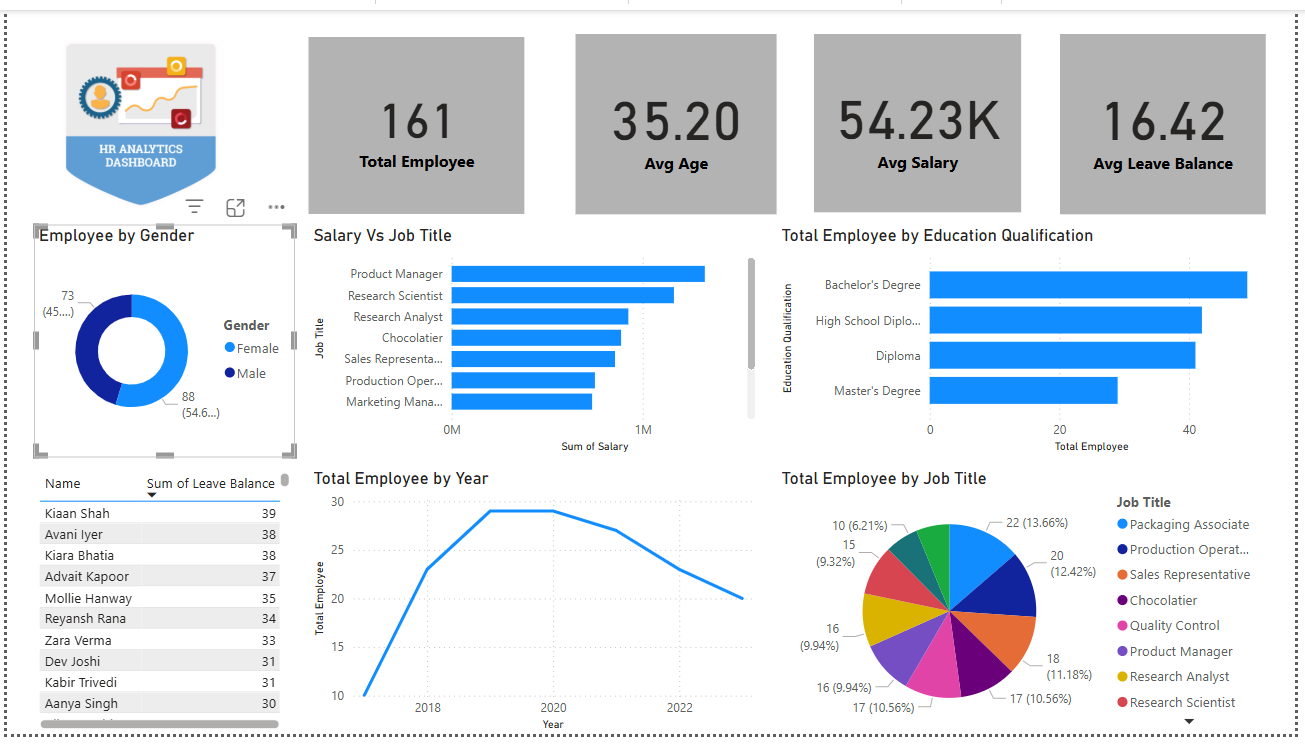 HR ANALYTICS
DASHBOARD
161
Total Employee
35.20
Avg Age
54.23K
Avg Salary
16.42
Avg Leave Balance
Employee by Gender
73
(45....)
88
(54.6...)
Gender
Female
Male
Salary Vs Job Title
Job Title
Product Manager
Research Scientist
Research Analyst
Chocolatier
Sales Representa...
Production Oper...
Marketing Mana...
0M 1M
Sum of Salary
Total Employee by Education Qualification
Education Qualification
Bachelor's Degree
High School Diplo...
Diploma
Master's Degree
0 20 40
Total Employee
Name Sum of Leave Balance
Kiaan Shah 39
Avani Iyer 38
Kiara Bhatia 38
Advait Kapoor 37
Mollie Hanway 35
Reyansh Rana 34
Zara Verma 33
Dev Joshi 31
Kabir Trivedi 31
Aanya Singh 30
Total Employee by Year
Total Employee
30
25
20
15
10
2018 2020 2022
Year
Total Employee by Job Title
22 (13.66%)
20
(12.42%)
18
(11.18%)
17 (10.56%)
17 (10.56%)
16 (9.94%)
16
(9.94%)
15
(9.32%)
10 (6.21%)
Job Title
Packaging Associate
Production Operat...
Sales Representative
Chocolatier
Quality Control
Product Manager
Research Analyst
Research Scientist